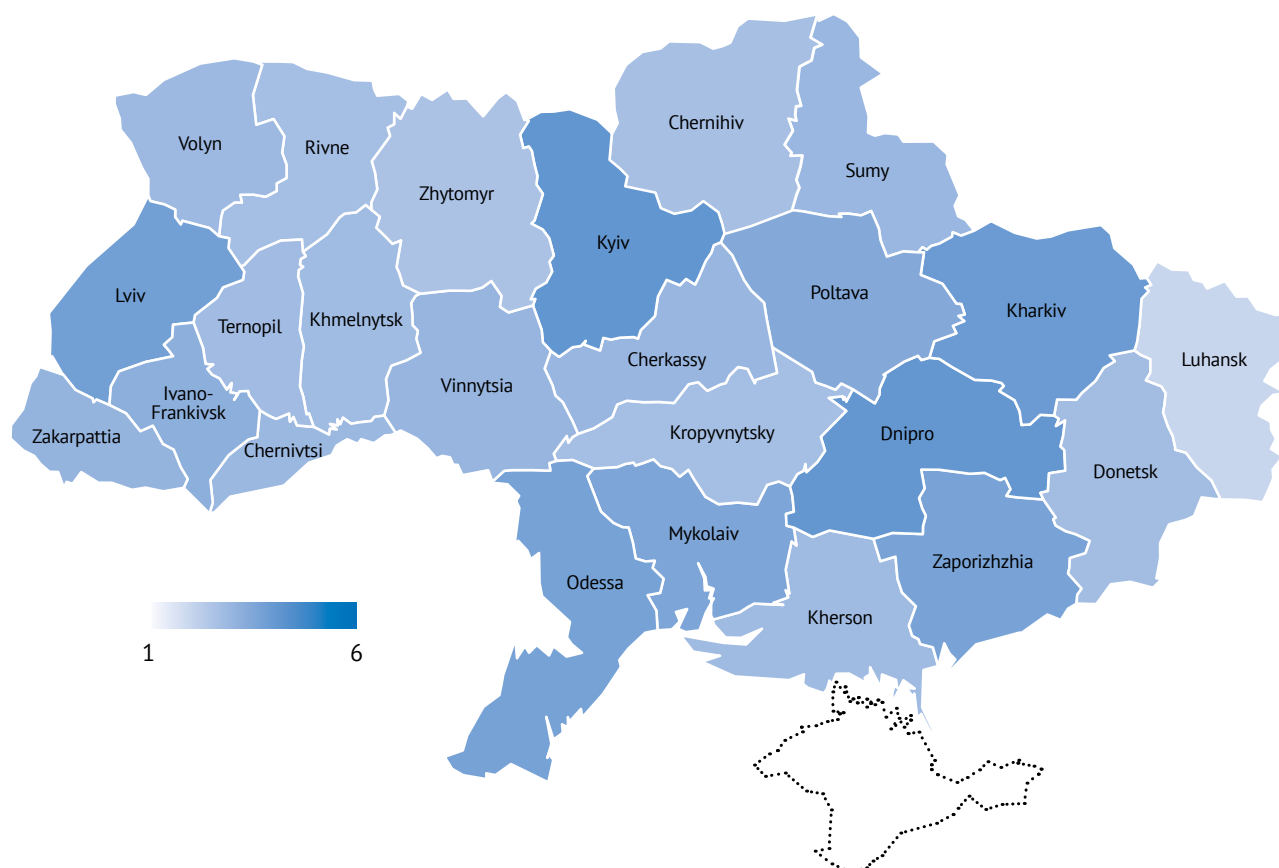 Chernihiv
Volyn
Rivne
Sumy
Zhytomyr
Kyiv
Lviv
Poltava
Kharkiv
Khmelnytsk
Ternopil
Cherkassy
Luhansk
Vinnytsia
Ivano-
Frankivsk
Zakarpattia
Kropyvnytsky
Dnipro
Chernivtsi
Donetsk
Mykolaiv
Zaporizhzhia
Odessa
Kherson
1
6